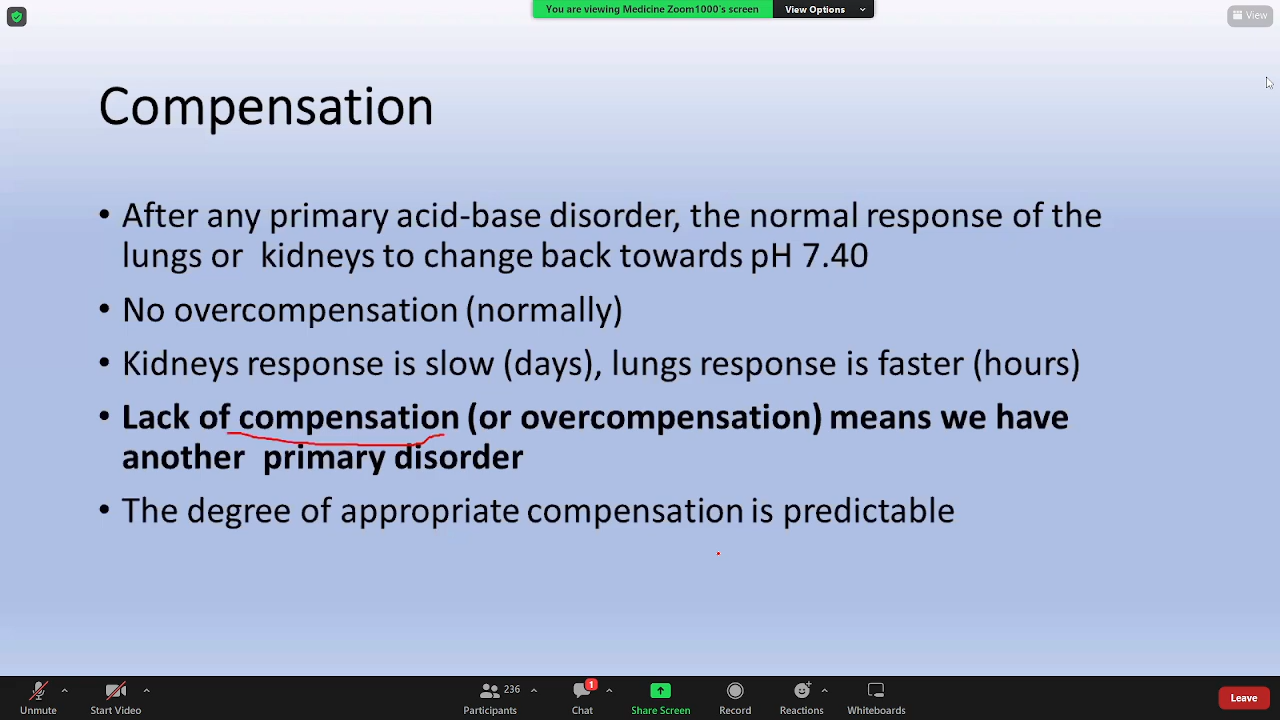 You are viewing Medicine Zoom1000's screen View Options
View
Compensation
• After any primary acid-base disorder, the normal response of the
lungs or kidneys to change back towards pH 7.40
• No overcompensation (normally)
• Kidneys response is slow (days), lungs response is faster (hours)
• Lack of compensation (or overcompensation) means we have
another primary disorder
• The degree of appropriate compensation is predictable
236 1
Unmute Start Video Participants Chat Share Screen Record Reactions Whiteboards Leave